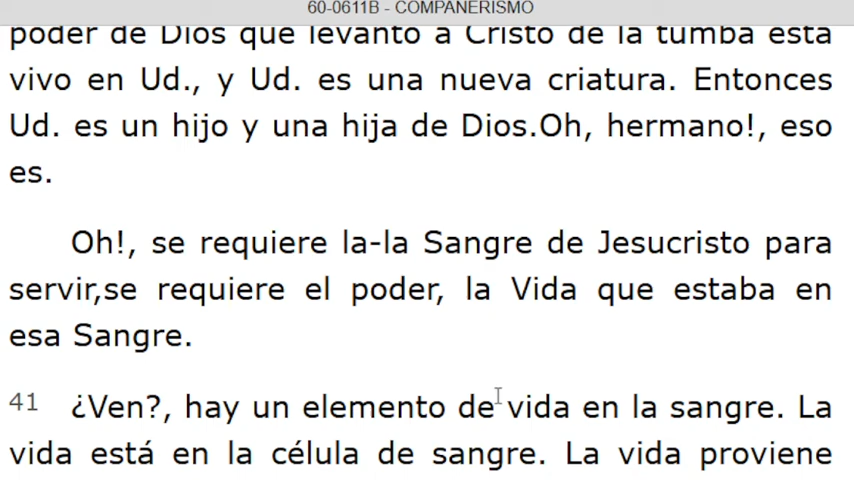 60-0611B - COMPAÑERISMO
poder de Dios que levantó a Cristo de la tumba está
vivo en Ud., y Ud. es una nueva criatura. Entonces
Ud. es un hijo y una hija de Dios.Oh, hermano!, eso
es.
Oh!, se requiere la-la Sangre de Jesucristo para
servir,se requiere el poder, la Vida que estaba en
esa Sangre.
41 ¿Ven?, hay un elemento de vida en la sangre. La
vida está en la célula de sangre. La vida proviene